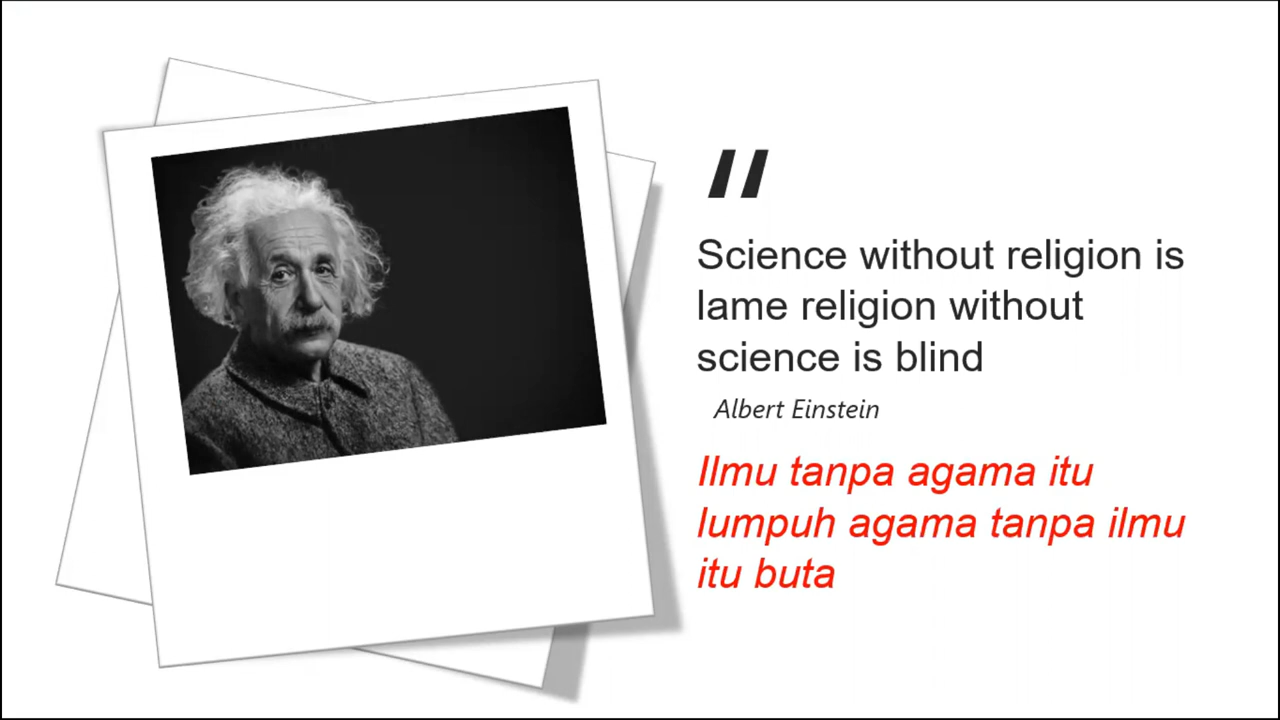 "
Science without religion is
lame religion without
science is blind
Albert Einstein
Ilmu tanpa agama itu
lumpuh agama tanpa ilmu
itu buta